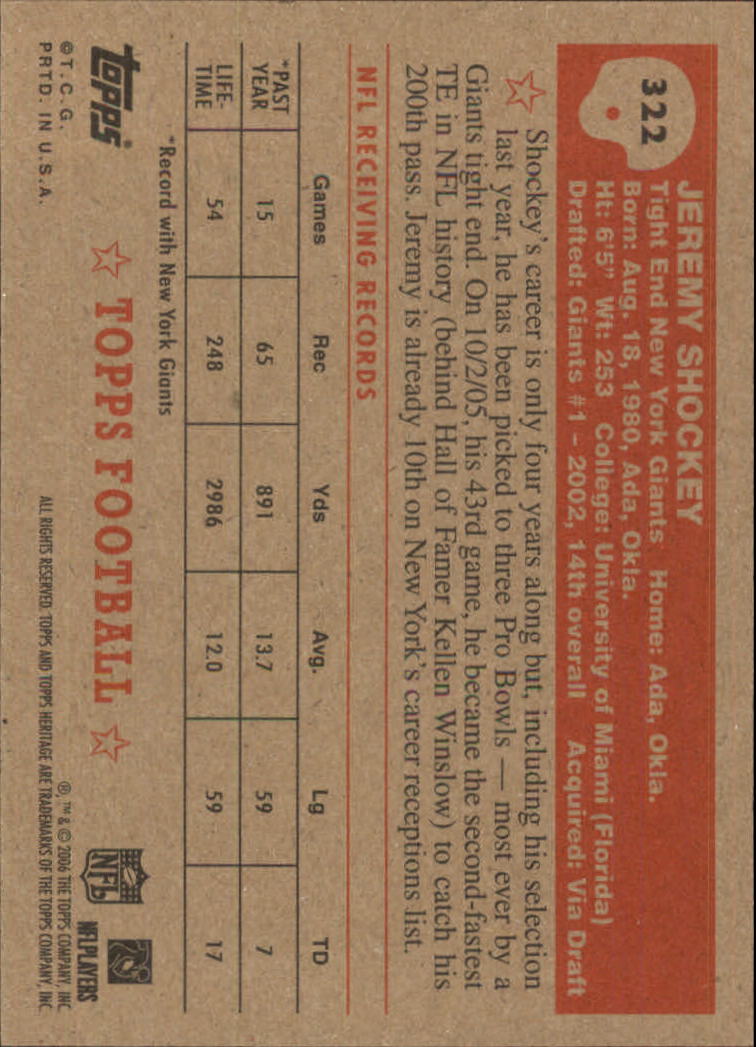 322
JEREMY SHOCKEY
Tight End New York Giants Home: Ada, Okla.
Born: Aug. 18, 1980, Ada, Okla.
Ht: 6'5" Wt: 253 College: University of Miami (Florida)
Drafted: Giants #1 – 2002, 14th overall Acquired: Via Draft
Shockey's career is only four years along but, including his selection
last year, he has been picked to three Pro Bowls — most ever by a
Giants tight end. On 10/2/05, his 43rd game, he became the second-fastest
TE in NFL history (behind Hall of Famer Kellen Winslow) to catch his
200th pass. Jeremy is already 10th on New York's career receptions list.
NFL RECEIVING RECORDS
Games Rec Yds Avg. Lg TD
*PAST
YEAR 15 65 891 13.7 59 7
LIFE-
TIME 54 248 2986 12.0 59 17
*Record with New York Giants
topps®
TOPPS FOOTBALL
NFL
NFLPLAYERS
©T.C.G.
PRTD. IN U.S.A.
®, ™ & © 2006 THE TOPPS COMPANY, INC.
ALL RIGHTS RESERVED. TOPPS AND TOPPS HERITAGE ARE TRADEMARKS OF THE TOPPS COMPANY, INC.